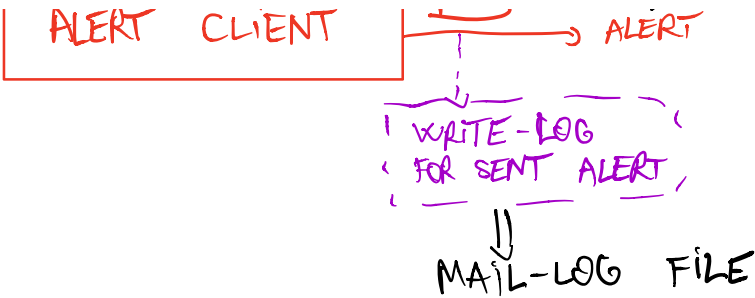 ALERT CLIENT
ALERT
WRITE-LOG
FOR SENT ALERT
MAIL-LOG FILE